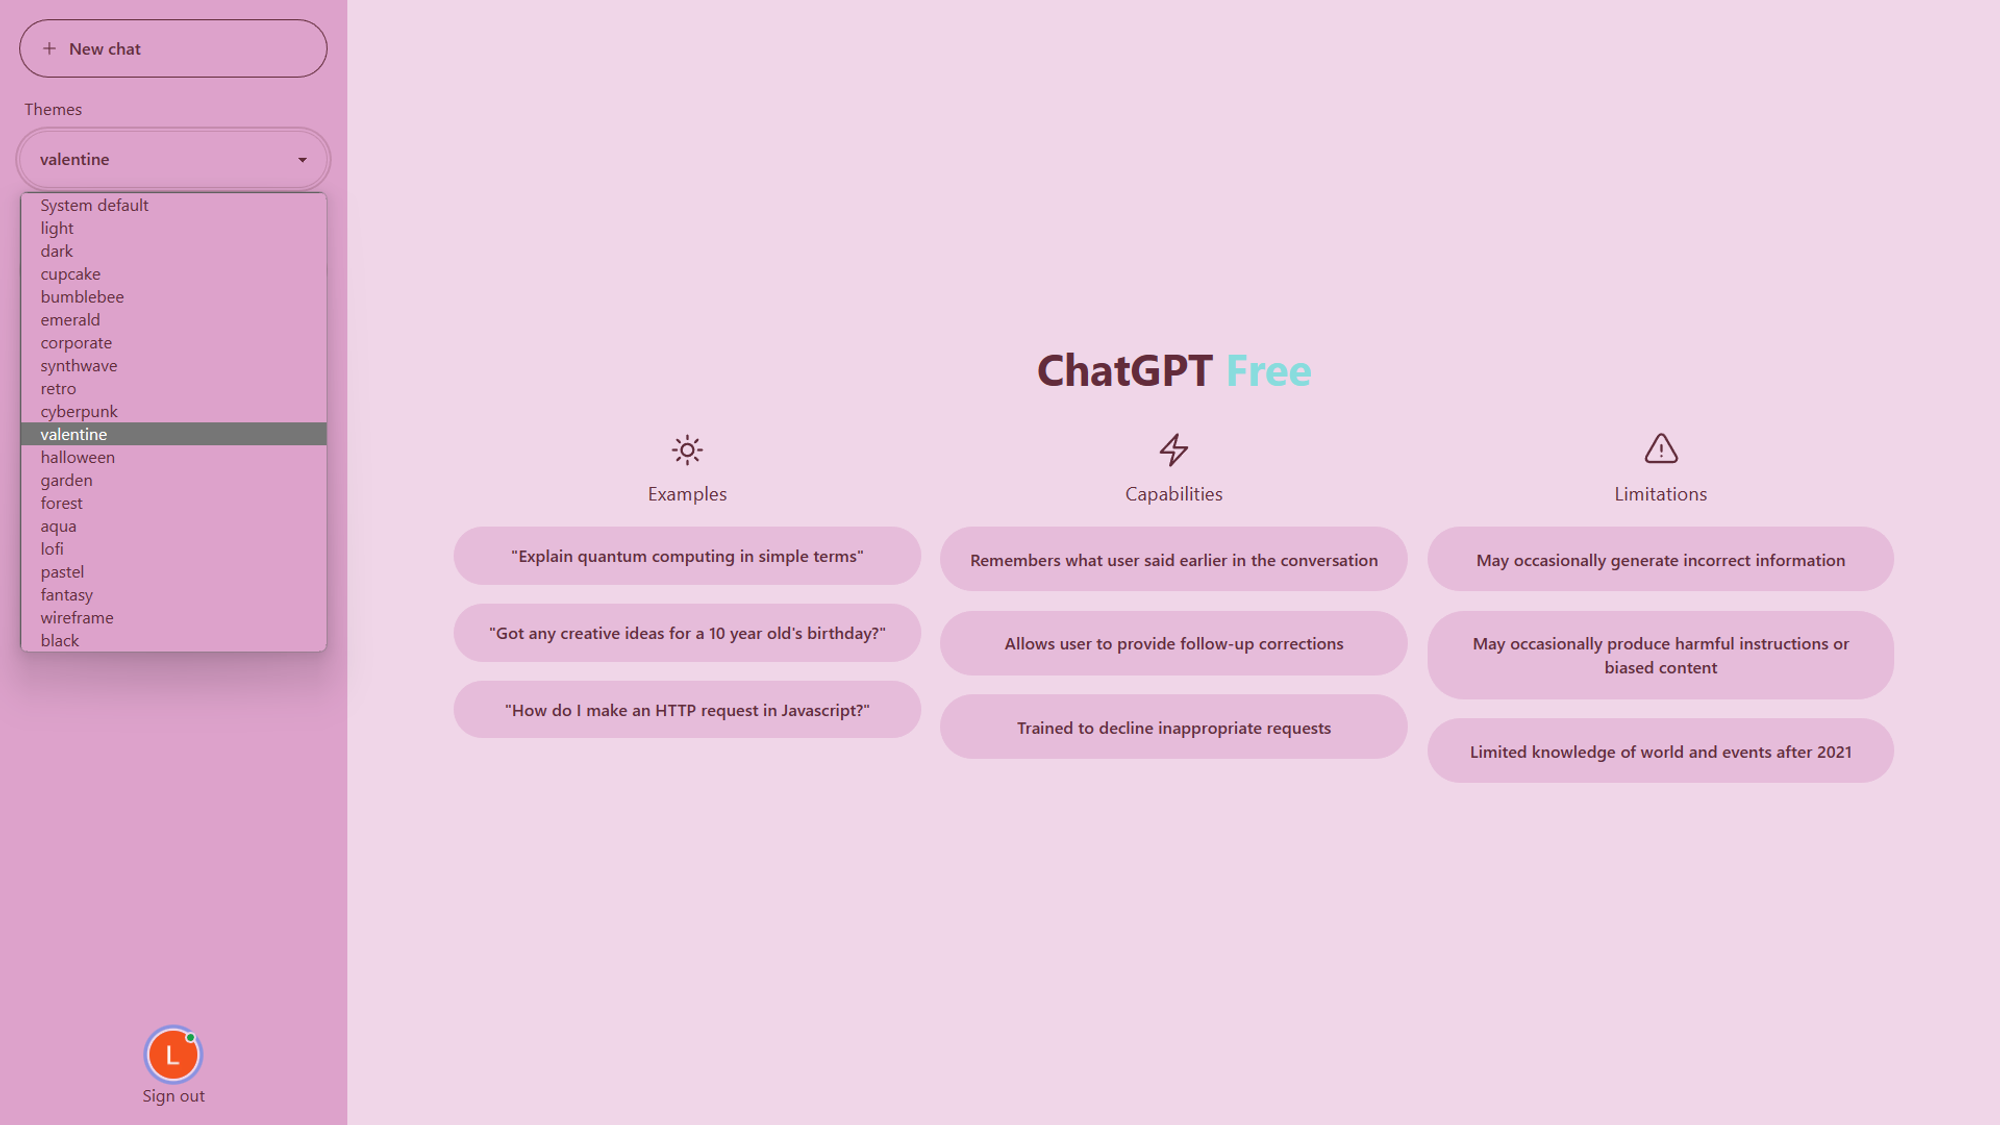 New chat
Themes
valentine
System default
light
dark
cupcake
bumblebee
emerald
corporate
synthwave
retro
cyberpunk
valentine
halloween
garden
forest
aqua
lofi
pastel
fantasy
wireframe
black
L
Sign out
ChatGPT Free
Examples
"Explain quantum computing in simple terms"
"Got any creative ideas for a 10 year old's birthday?"
"How do I make an HTTP request in Javascript?"
Capabilities
Remembers what user said earlier in the conversation
Allows user to provide follow-up corrections
Trained to decline inappropriate requests
Limitations
May occasionally generate incorrect information
May occasionally produce harmful instructions or
biased content
Limited knowledge of world and events after 2021